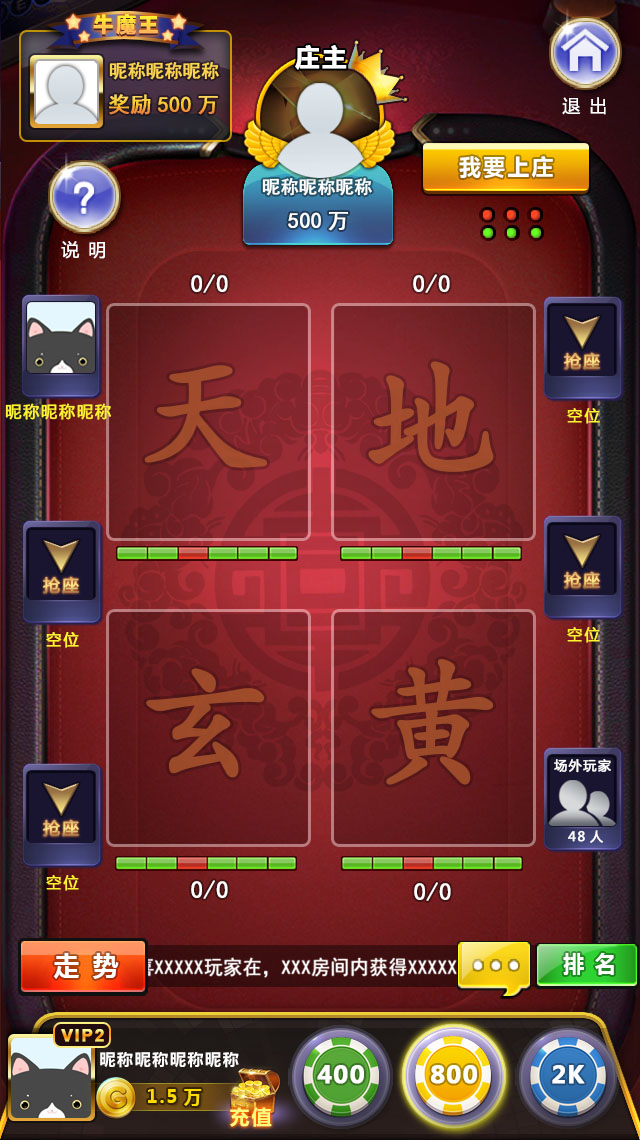 牛魔王
昵称昵称昵称
奖励 500 万
庄主
昵称昵称昵称
500 万
退 出
我要上庄
?
说 明
0/0
0/0
天
地
昵称昵称昵称
抢座
空位
抢座
空位
抢座
空位
玄
黄
抢座
空位
场外玩家
48 人
0/0
0/0
走 势
喜XXXXX玩家在，XXX房间内获得XXXXX
排 名
VIP2
昵称昵称昵称昵称
G
1.5 万
充值
400
800
2K